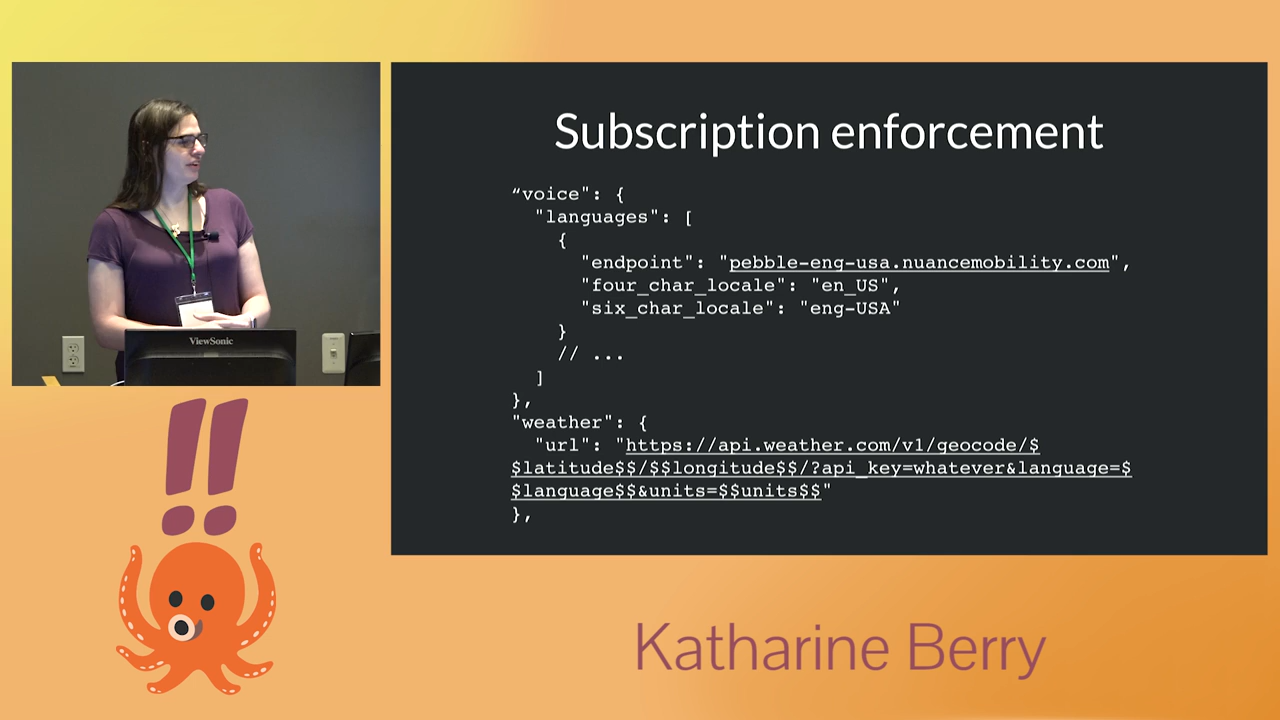 Subscription enforcement
“voice": {
"languages": [
{
"endpoint": "pebble-eng-usa.nuancemobility.com",
"four_char_locale": "en_US",
"six_char_locale": "eng-USA"
}
// ...
]
},
"weather": {
"url": "https://api.weather.com/v1/geocode/$
$latitude$$/$$longitude$$/?api_key=whatever&language=$
$language$$&units=$$units$$"
},
ViewSonic
!!
Katharine Berry